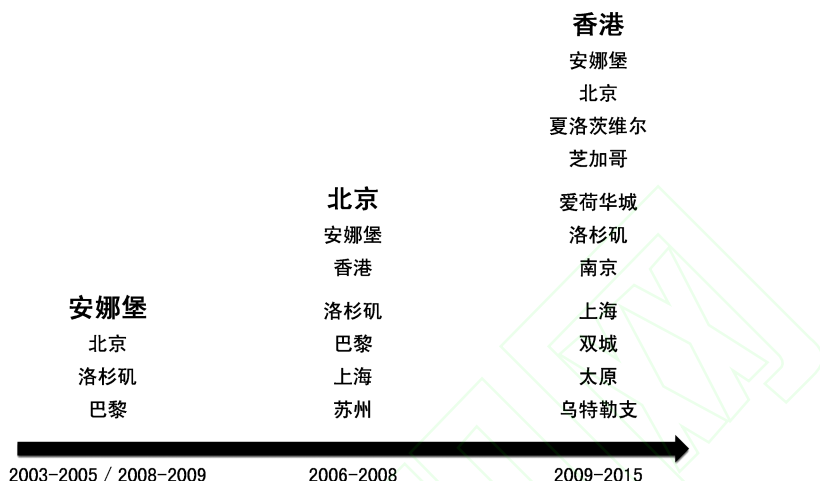 安娜堡
北京
洛杉矶
巴黎
2003-2005 / 2008-2009
北京
安娜堡
香港
洛杉矶
巴黎
上海
苏州
2006-2008
香港
安娜堡
北京
夏洛茨维尔
芝加哥
爱荷华城
洛杉矶
南京
上海
双城
太原
乌特勒支
2009-2015